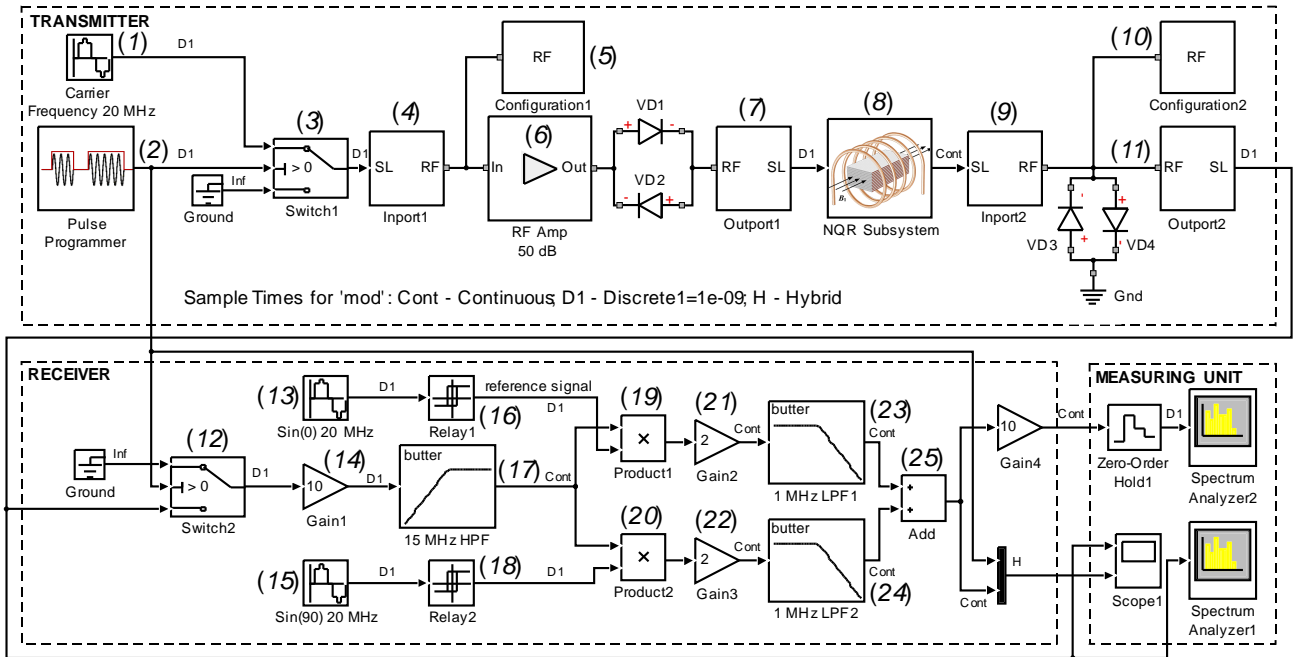 TRANSMITTER
(1)
D1
Carrier
Frequency 20 MHz
(2)
D1
Pulse
Programmer
Inf
Ground
(3)
> 0
D1
Switch1
(4)
SL
RF
Inport1
(5)
RF
Configuration1
(6)
In
Out
RF Amp
50 dB
VD1
+
-
VD2
-
+
(7)
RF
SL
D1
Outport1
(8)
B1
Cont
NQR Subsystem
(9)
SL
RF
Inport2
(10)
RF
Configuration2
(11)
RF
SL
D1
Outport2
-
+
VD3
+
-
VD4
Gnd
Sample Times for 'mod': Cont - Continuous; D1 - Discrete1=1e-09; H - Hybrid
RECEIVER
(12)
Inf
Ground
> 0
D1
Switch2
(13)
D1
Sin(0) 20 MHz
reference signal
(16)
D1
Relay1
(14)
10
D1
Gain1
butter
(17)
Cont
15 MHz HPF
(15)
D1
Sin(90) 20 MHz
(18)
D1
Relay2
(19)
×
Product1
(20)
×
Product2
(21)
2
Cont
Gain2
(22)
2
Cont
Gain3
butter
(23)
Cont
1 MHz LPF1
butter
Cont
(24)
1 MHz LPF2
(25)
+
+
Add
10
Cont
Gain4
H
Cont
MEASURING UNIT
D1
Zero-Order
Hold1
Spectrum
Analyzer2
Scope1
Spectrum
Analyzer1